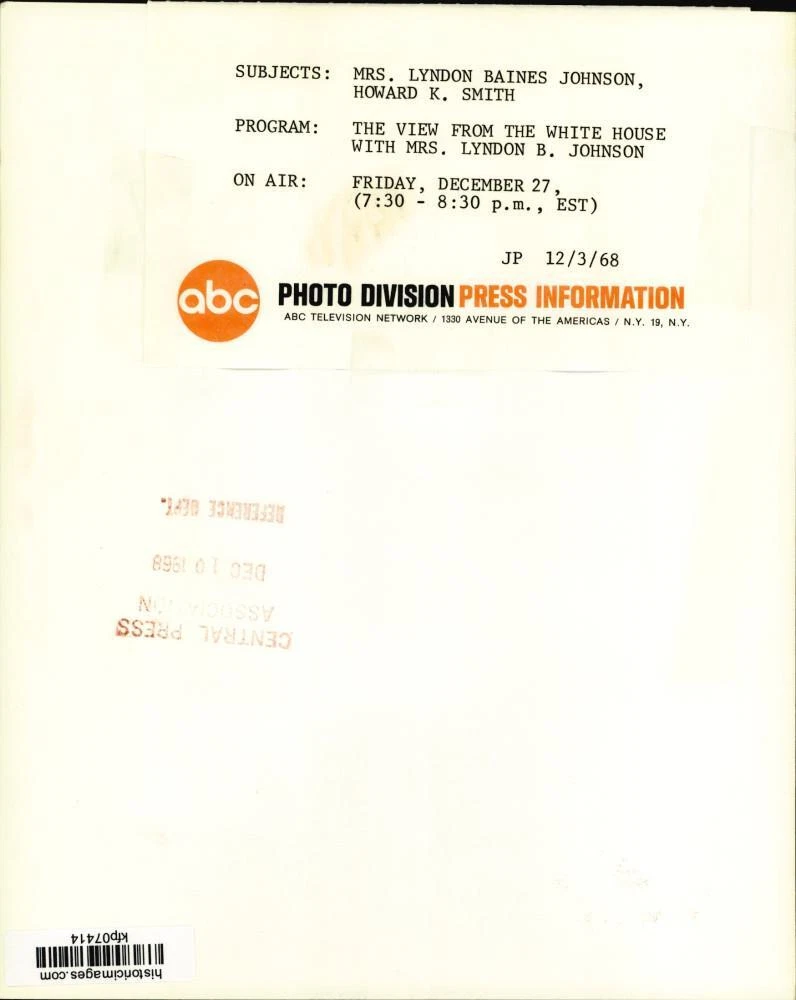 SUBJECTS: MRS. LYNDON BAINES JOHNSON,
HOWARD K. SMITH
PROGRAM: THE VIEW FROM THE WHITE HOUSE
WITH MRS. LYNDON B. JOHNSON
ON AIR: FRIDAY, DECEMBER 27,
(7:30 - 8:30 p.m., EST)
JP 12/3/68
abc PHOTO DIVISION PRESS INFORMATION
ABC TELEVISION NETWORK / 1330 AVENUE OF THE AMERICAS / N.Y. 19, N.Y.
CENTRAL PRESS
ASSOCIATION
DEC 10 1968
REFERENCE DEPT.
historicimages.com
kfp07414